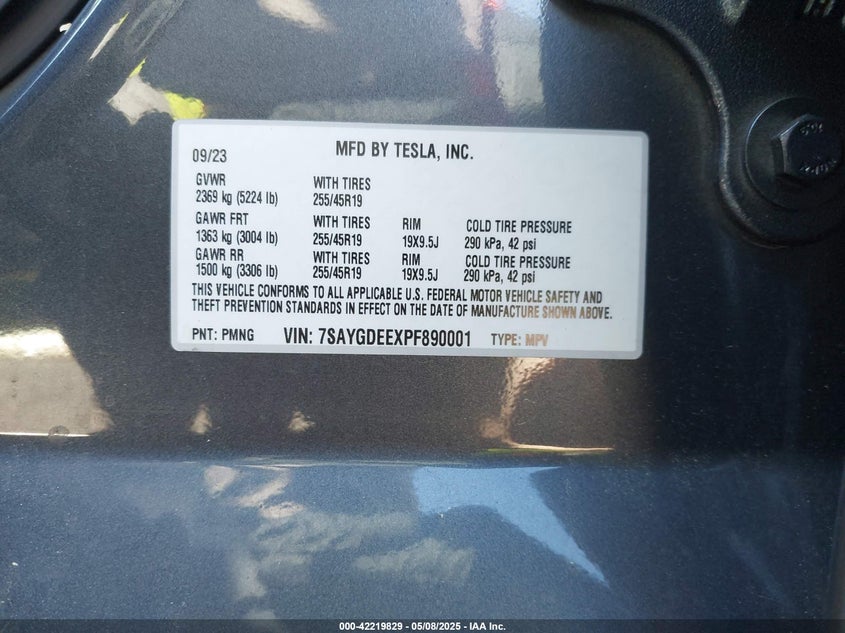 09/23 MFD BY TESLA, INC.
GVWR WITH TIRES
2369 kg (5224 lb) 255/45R19
GAWR FRT WITH TIRES RIM COLD TIRE PRESSURE
1363 kg (3004 lb) 255/45R19 19X9.5J 290 kPa, 42 psi
GAWR RR WITH TIRES RIM COLD TIRE PRESSURE
1500 kg (3306 lb) 255/45R19 19X9.5J 290 kPa, 42 psi
THIS VEHICLE CONFORMS TO ALL APPLICABLE U.S. FEDERAL MOTOR VEHICLE SAFETY AND
THEFT PREVENTION STANDARDS IN EFFECT ON THE DATE OF MANUFACTURE SHOWN ABOVE.
PNT: PMNG VIN: 7SAYGDEEXPF890001 TYPE: MPV
000-42219829 - 05/08/2025 - IAA Inc.